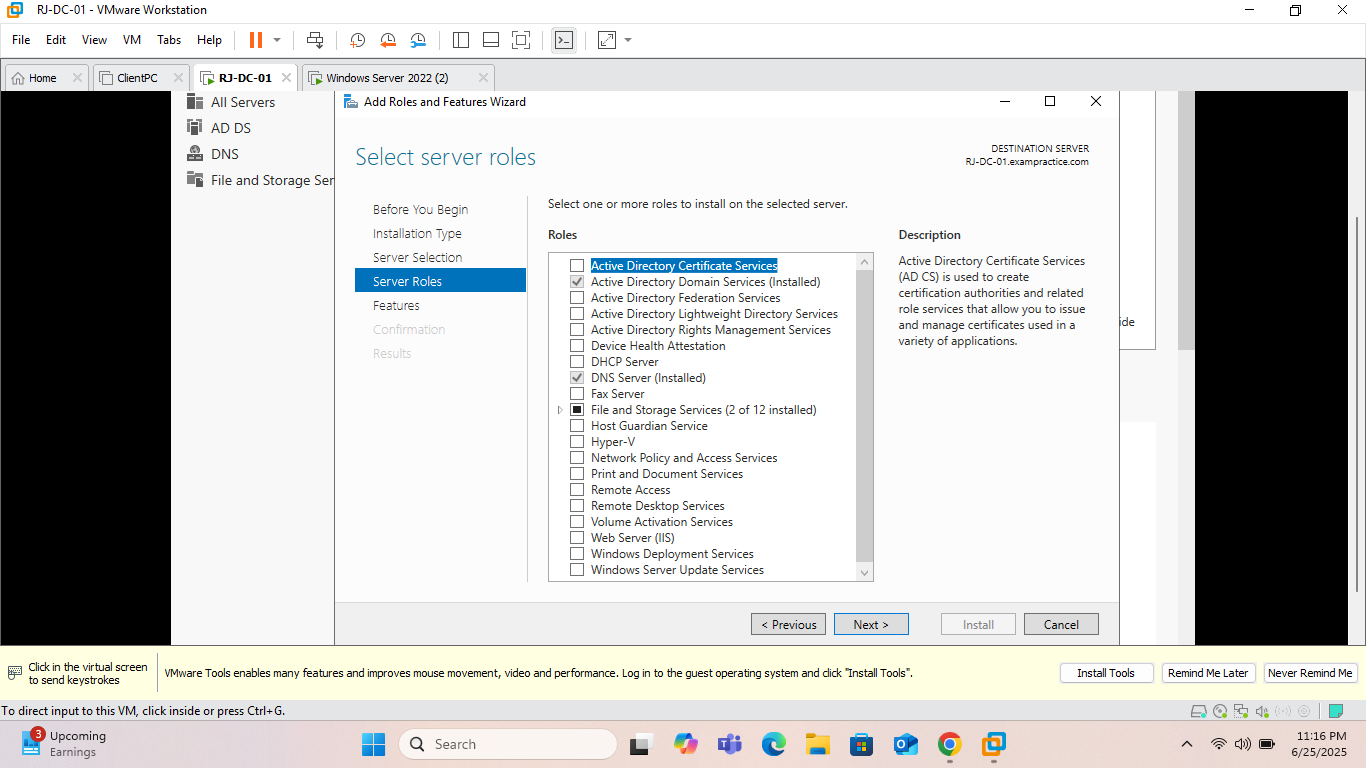 RJ-DC-01 - VMware Workstation
File Edit View VM Tabs Help
Home ClientPC RJ-DC-01 Windows Server 2022 (2)
All Servers
AD DS
DNS
File and Storage Ser
Add Roles and Features Wizard
Select server roles
DESTINATION SERVER
RJ-DC-01.exampractice.com
Before You Begin
Installation Type
Server Selection
Server Roles
Features
Confirmation
Results
Select one or more roles to install on the selected server.
Roles
Active Directory Certificate Services
Active Directory Domain Services (Installed)
Active Directory Federation Services
Active Directory Lightweight Directory Services
Active Directory Rights Management Services
Device Health Attestation
DHCP Server
DNS Server (Installed)
Fax Server
File and Storage Services (2 of 12 installed)
Host Guardian Service
Hyper-V
Network Policy and Access Services
Print and Document Services
Remote Access
Remote Desktop Services
Volume Activation Services
Web Server (IIS)
Windows Deployment Services
Windows Server Update Services
Description
Active Directory Certificate Services
(AD CS) is used to create
certification authorities and related
role services that allow you to issue
and manage certificates used in a
variety of applications.
ide
< Previous Next > Install Cancel
Click in the virtual screen
to send keystrokes
VMware Tools enables many features and improves mouse movement, video and performance. Log in to the guest operating system and click "Install Tools".
Install Tools Remind Me Later Never Remind Me
To direct input to this VM, click inside or press Ctrl+G.
3
Upcoming
Earnings
Search
11:16 PM
6/25/2025